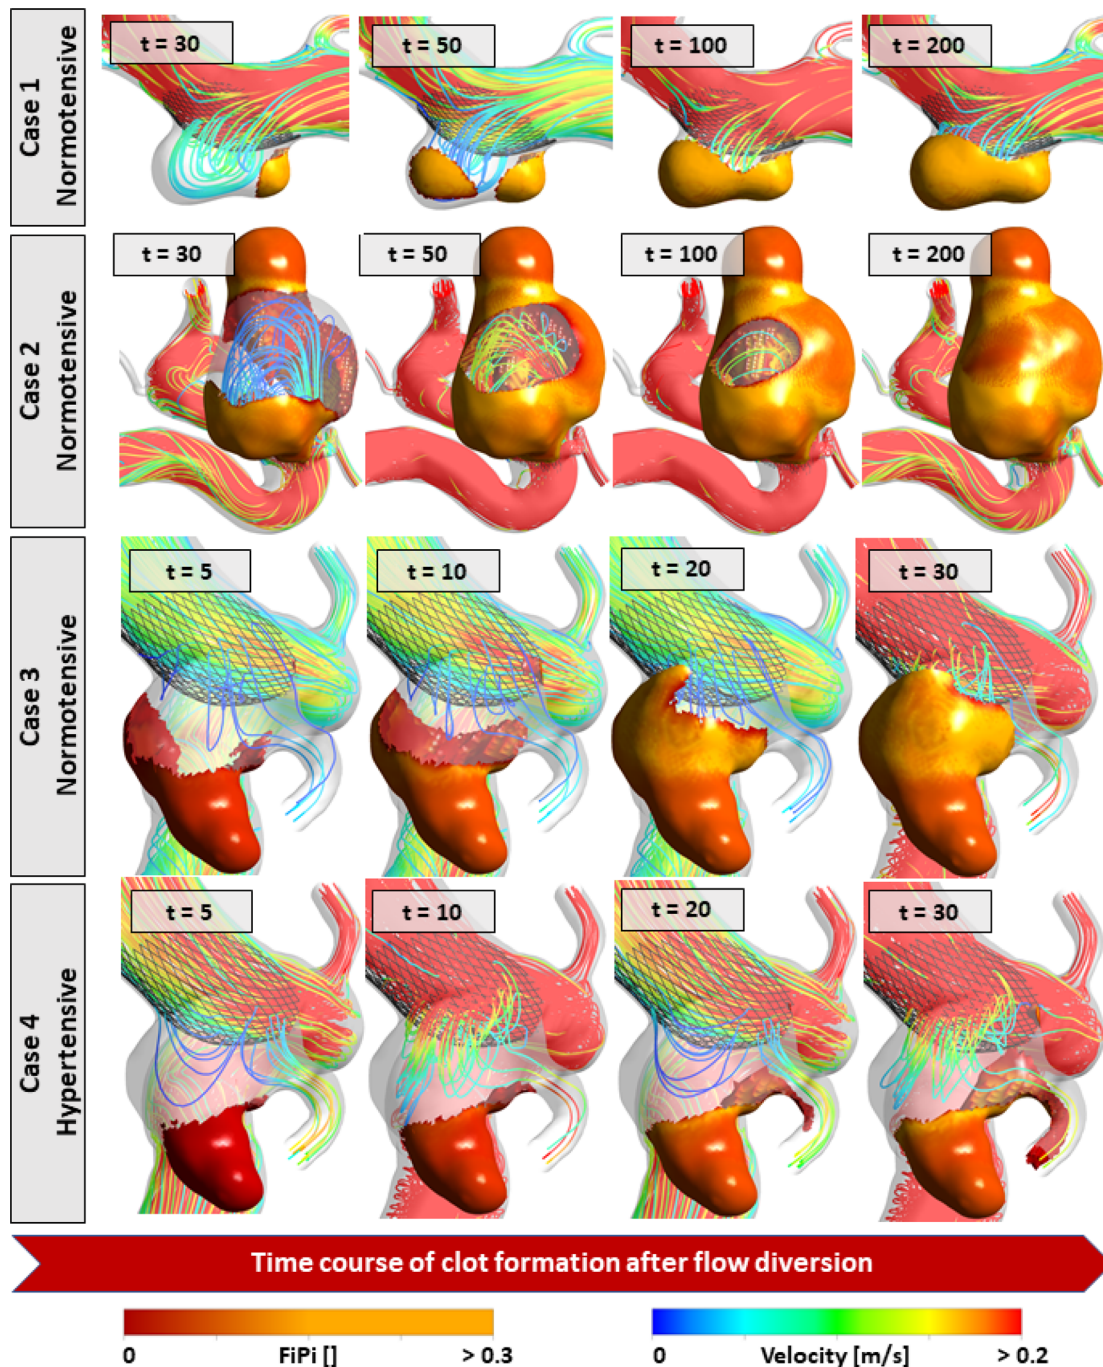 Case 1
Normotensive
t = 30
t = 50
t = 100
t = 200
Case 2
Normotensive
t = 30
t = 50
t = 100
t = 200
Case 3
Normotensive
t = 5
t = 10
t = 20
t = 30
Case 4
Hypertensive
t = 5
t = 10
t = 20
t = 30
Time course of clot formation after flow diversion
0
FiPi []
> 0.3
0
Velocity [m/s]
> 0.2